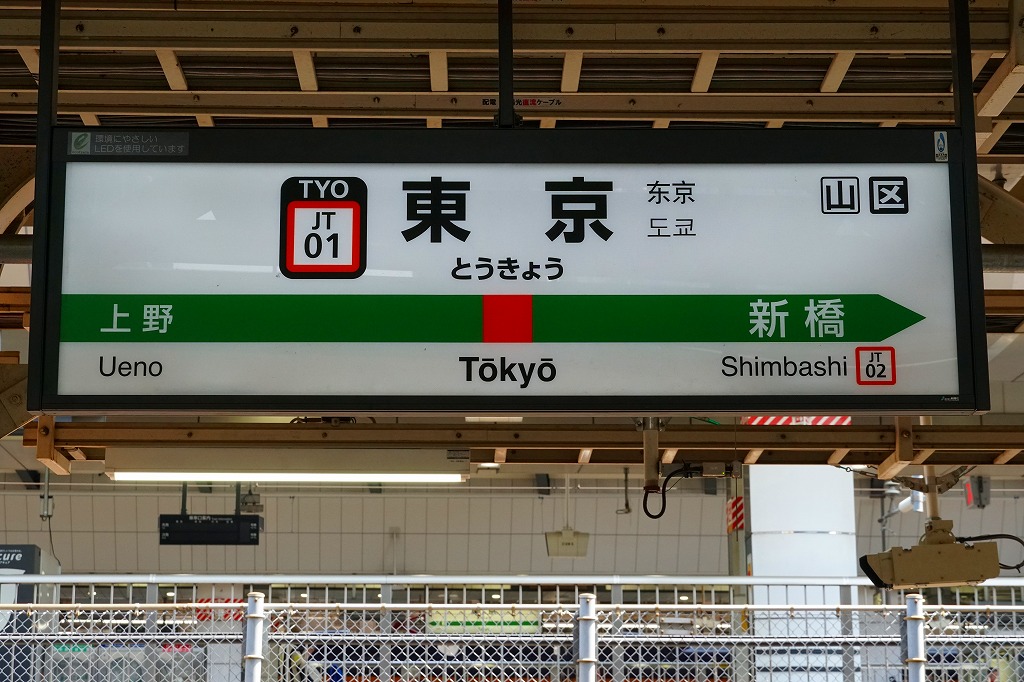 環境にやさしい
LEDを使用しています
TYO
JT
01
東京
东京
도쿄
とうきょう
山 区
上野
新橋
Ueno
Tōkyō
Shimbashi
JT
02